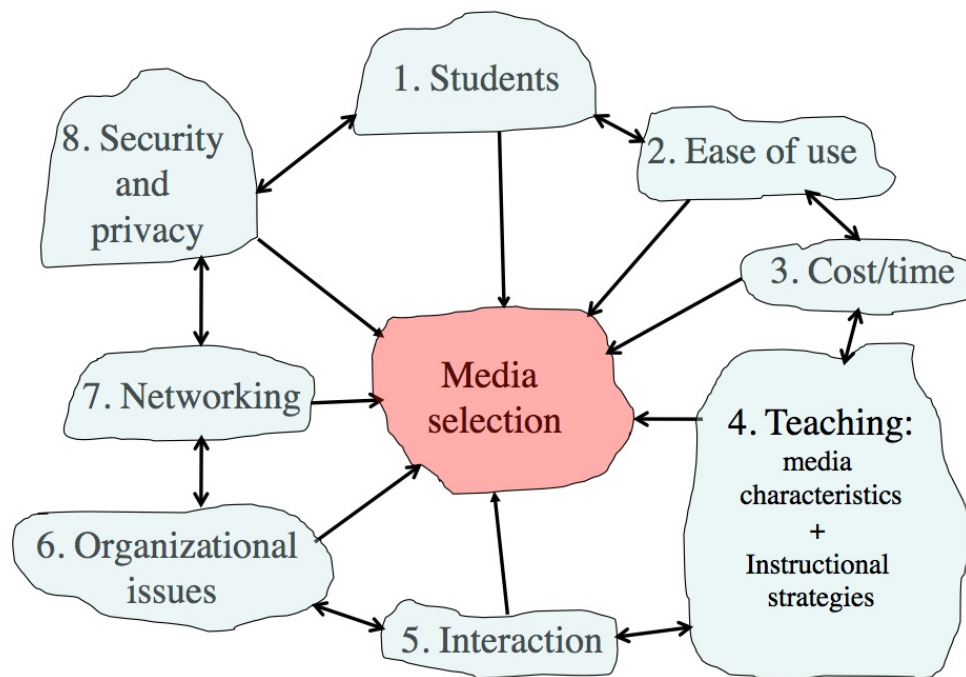 1. Students
2. Ease of use
3. Cost/time
4. Teaching:
media
characteristics
+
Instructional
strategies
5. Interaction
6. Organizational
issues
7. Networking
8. Security
and
privacy
Media
selection